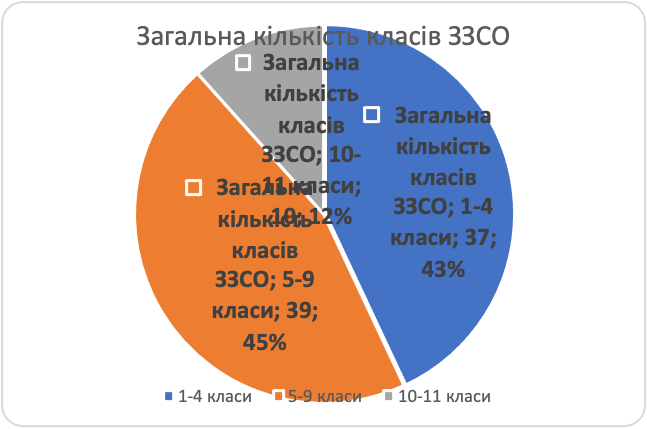 Загальна кількість класів ЗЗСО
Загальна
кількість
класів
ЗЗСО; 10-
11 класи;
10; 12%
Загальна
кількість
класів
ЗЗСО; 1-4
класи; 37;
43%
Загальна
кількість
класів
ЗЗСО; 5-9
класи; 39;
45%
1-4 класи 5-9 класи 10-11 класи